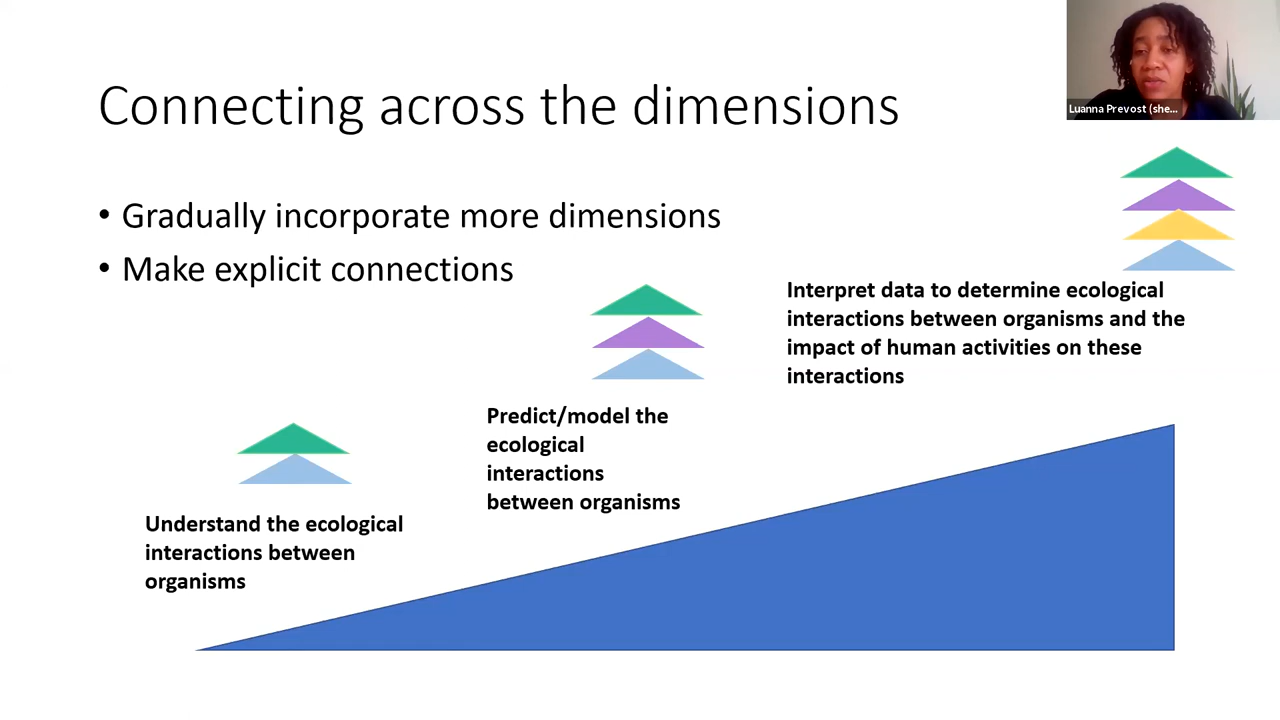 Luanna Prevost (she...
Connecting across the dimensions
• Gradually incorporate more dimensions
• Make explicit connections
Interpret data to determine ecological
interactions between organisms and the
impact of human activities on these
interactions
Predict/model the
ecological
interactions
between organisms
Understand the ecological
interactions between
organisms